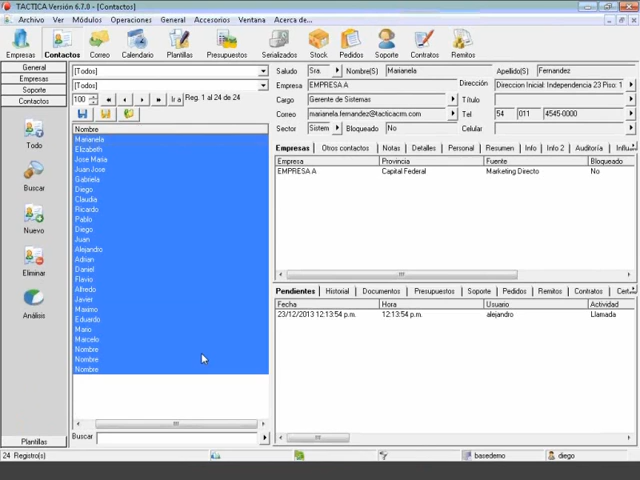 TACTICA Versión 6.7.0 - [Contactos]
Archivo Ver Módulos Operaciones General Accesorios Ventana Acerca de...
Empresas Contactos Correo Calendario Plantillas Presupuestos Serializados Stock Pedidos Soporte Contratos Remitos
General
Empresas
Soporte
Contactos
Todo
Buscar
Nuevo
Eliminar
Análisis
Plantillas
[Todos]
[Todos]
100 Ir a Reg. 1 al 24 de 24
Nombre
Marianela
Elizabeth
Jose Maria
Juan Jose
Gabriela
Diego
Claudia
Ricardo
Pablo
Diego
Juan
Alejandro
Adrian
Daniel
Flavio
Alfredo
Javier
Maximo
Eduardo
Mario
Marcelo
Nombre
Nombre
Nombre
Buscar
Saludo Sra. Nombre(S) Marianela Apellido(S) Fernandez
Empresa EMPRESA A Dirección Direccion Inicial: Independencia 23 Piso: 1
Cargo Gerente de Sistemas Título
Correo marianela.fernandez@tacticacrm.com Tel 54 011 4545-0000
Sector Sistem Bloqueado No Celular
Empresas Otros contactos Notas Detalles Personal Resumen Info Info 2 Auditoría Influ
Empresa Provincia Fuente Bloqueado
EMPRESA A Capital Federal Marketing Directo No
Pendientes Historial Documentos Presupuestos Soporte Pedidos Remitos Contratos Cert
Fecha Hora Usuario Actividad
23/12/2013 12:13:54 p.m. 12:13:54 p.m. alejandro Llamada
24 Registro(s) basedemo diego